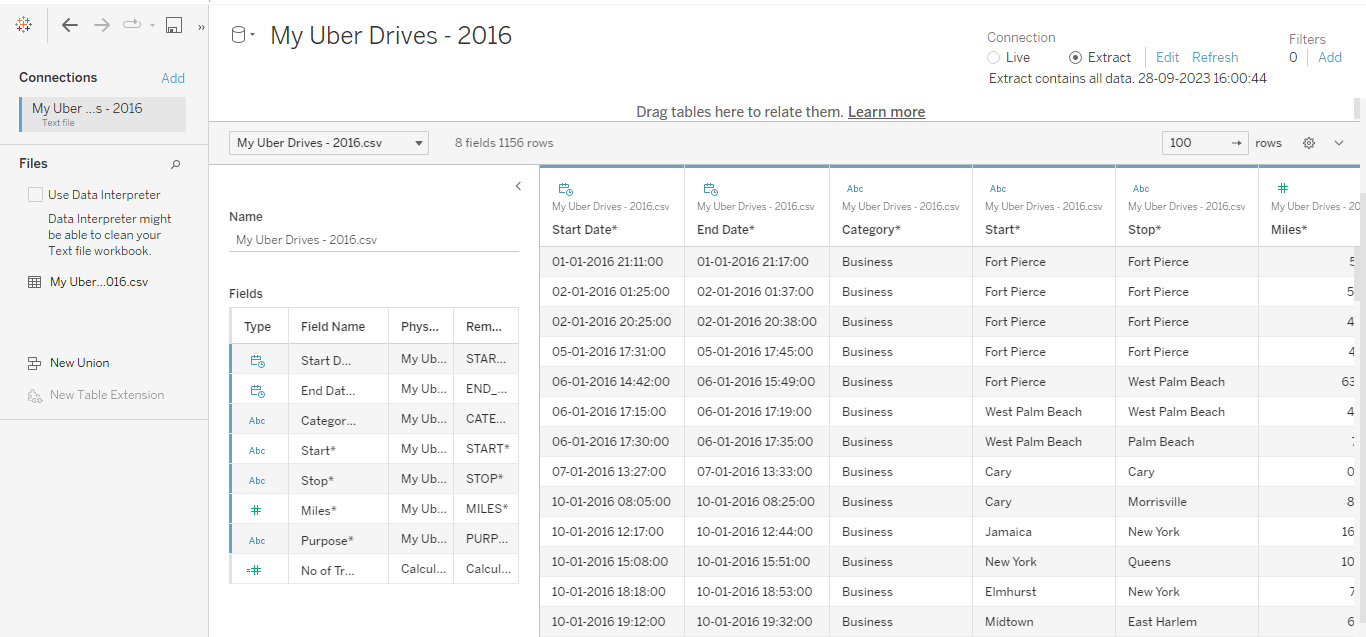 »
My Uber Drives - 2016
Connection
Live Extract Edit Refresh
Extract contains all data. 28-09-2023 16:00:44
Filters
0 Add
Connections Add
My Uber ...s - 2016
Text file
Drag tables here to relate them. Learn more
My Uber Drives - 2016.csv 8 fields 1156 rows 100 → rows
Files
Use Data Interpreter
Data Interpreter might
be able to clean your
Text file workbook.
My Uber...016.csv
New Union
New Table Extension
Name
My Uber Drives - 2016.csv
Fields
Type Field Name Phys... Rem...
Start D... My Ub... STAR...
End Dat... My Ub... END_...
Abc Categor... My Ub... CATE...
Abc Start* My Ub... START*
Abc Stop* My Ub... STOP*
# Miles* My Ub... MILES*
Abc Purpose* My Ub... PURP...
=# No of Tr... Calcul... Calcul...
Abc Abc Abc #
My Uber Drives - 2016.csv My Uber Drives - 2016.csv My Uber Drives - 2016.csv My Uber Drives - 2016.csv My Uber Drives - 2016.csv My Uber Drives - 20
Start Date* End Date* Category* Start* Stop* Miles*
01-01-2016 21:11:00 01-01-2016 21:17:00 Business Fort Pierce Fort Pierce 5
02-01-2016 01:25:00 02-01-2016 01:37:00 Business Fort Pierce Fort Pierce 5
02-01-2016 20:25:00 02-01-2016 20:38:00 Business Fort Pierce Fort Pierce 4
05-01-2016 17:31:00 05-01-2016 17:45:00 Business Fort Pierce Fort Pierce 4
06-01-2016 14:42:00 06-01-2016 15:49:00 Business Fort Pierce West Palm Beach 63
06-01-2016 17:15:00 06-01-2016 17:19:00 Business West Palm Beach West Palm Beach 4
06-01-2016 17:30:00 06-01-2016 17:35:00 Business West Palm Beach Palm Beach 7
07-01-2016 13:27:00 07-01-2016 13:33:00 Business Cary Cary 0
10-01-2016 08:05:00 10-01-2016 08:25:00 Business Cary Morrisville 8
10-01-2016 12:17:00 10-01-2016 12:44:00 Business Jamaica New York 16
10-01-2016 15:08:00 10-01-2016 15:51:00 Business New York Queens 10
10-01-2016 18:18:00 10-01-2016 18:53:00 Business Elmhurst New York 7
10-01-2016 19:12:00 10-01-2016 19:32:00 Business Midtown East Harlem 6